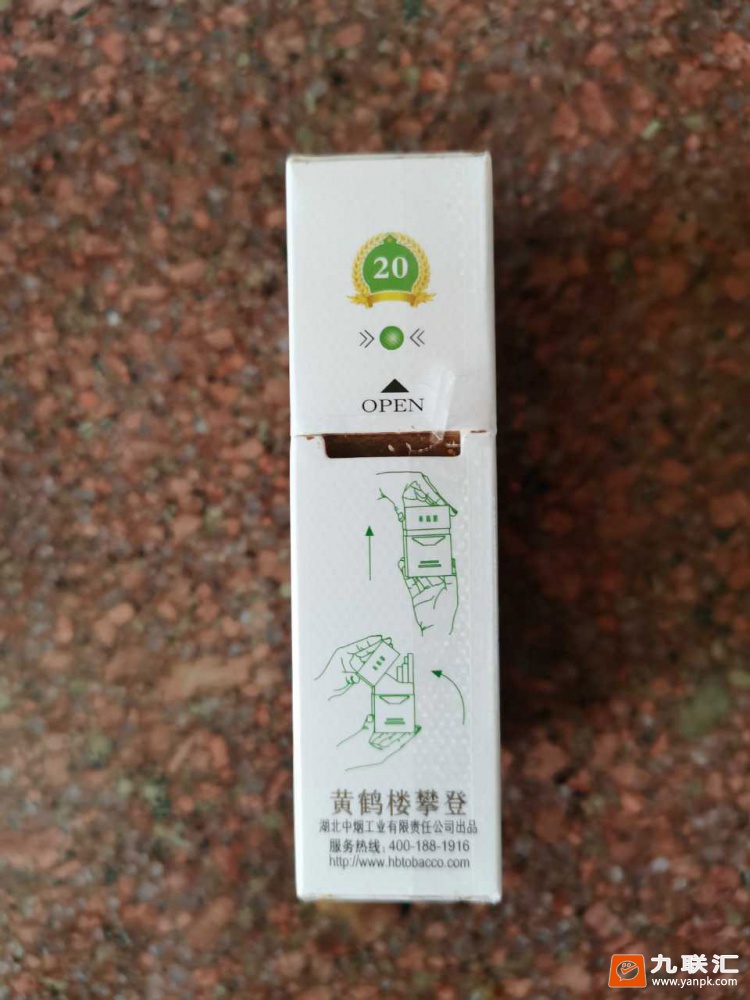 20
OPEN
黄鹤楼攀登
湖北中烟工业有限责任公司出品
服务热线: 400-188-1916
http://www.hbtobacco.com
九联汇
www.yanpk.com